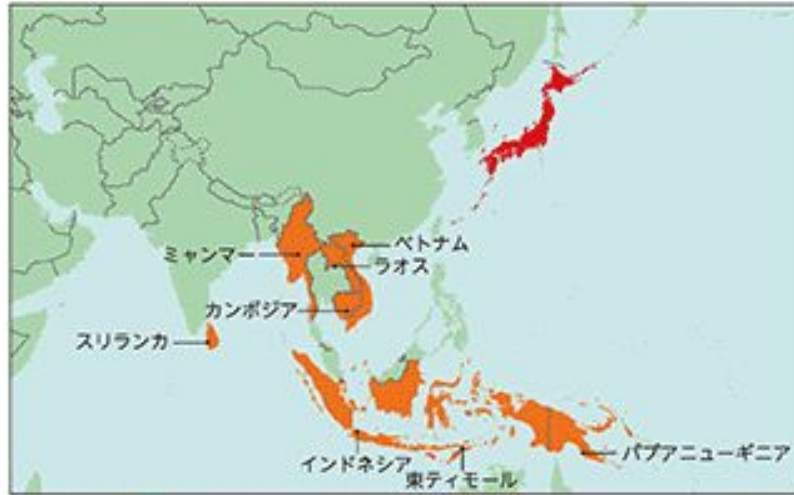 ベトナム
ミャンマー
ラオス
カンボジア
スリランカ
インドネシア
東ティモール
パプアニューギニア